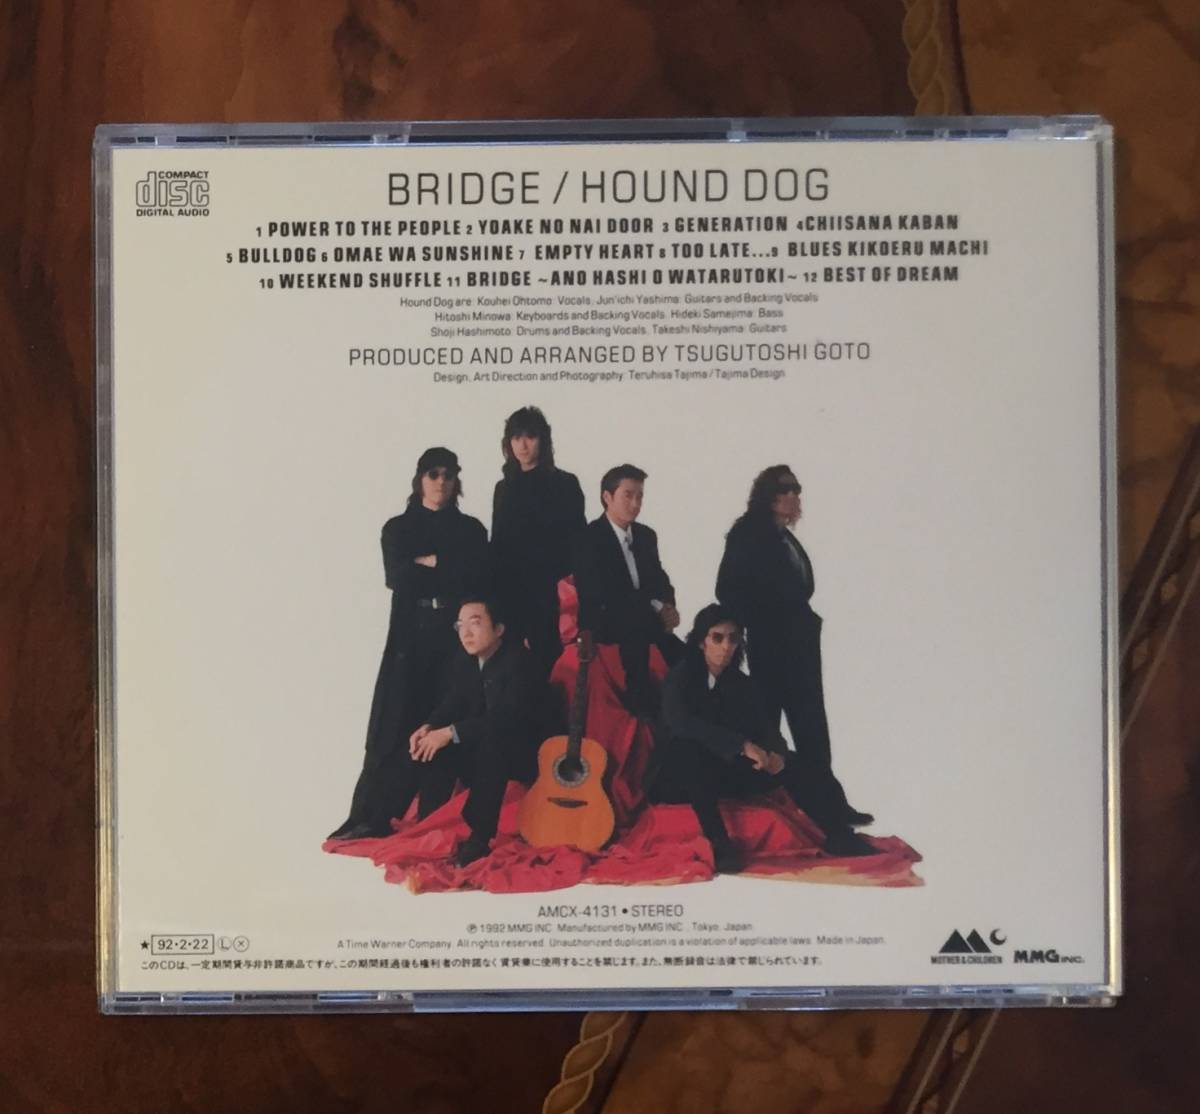 COMPACT
disc
DIGITAL AUDIO
BRIDGE / HOUND DOG
1 POWER TO THE PEOPLE 2 YOAKE NO NAI DOOR 3 GENERATION 4 CHIISANA KABAN
5 BULLDOG 6 OMAE WA SUNSHINE 7 EMPTY HEART 8 TOO LATE...9 BLUES KIKOERU MACHI
10 WEEKEND SHUFFLE 11 BRIDGE ~ANO HASHI O WATARUTOKI~ 12 BEST OF DREAM
Hound Dog are: Kouhei Ohtomo: Vocals, Jun'ichi Yashima: Guitars and Backing Vocals
Hitoshi Minowa: Keyboards and Backing Vocals, Hideki Samejima: Bass
Shoji Hashimoto: Drums and Backing Vocals, Takeshi Nishiyama: Guitars
PRODUCED AND ARRANGED BY TSUGUTOSHI GOTO
Design, Art Direction and Photography: Teruhisa Tajima / Tajima Design
AMCX-4131 • STEREO
Ⓟ 1992 MMG INC. Manufactured by MMG INC., Tokyo, Japan.
★ 92・2・22 Ⓛ ⓧ
A Time Warner Company. All rights reserved. Unauthorized duplication is a violation of applicable laws. Made in Japan.
このCDは、一定期間貸与非許諾商品ですが、この期間経過後も権利者の許諾なく賃貸業に使用することを禁じます。また、無断録音は法律で禁じられています。
MOTHER & CHILDREN
MMG INC.